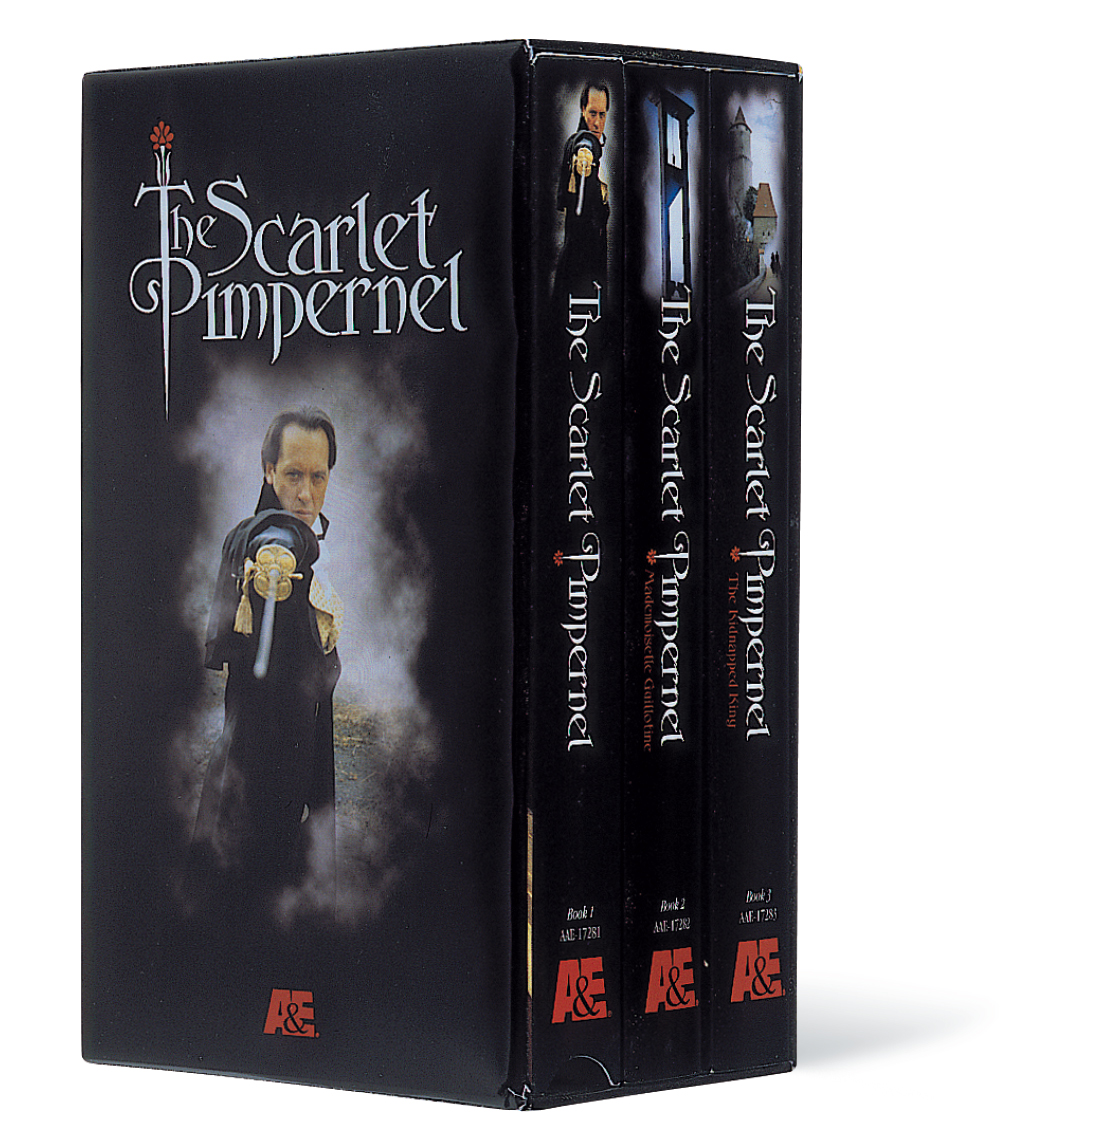 The Scarlet
Pimpernel
A&E
The Scarlet Pimpernel
Book 1
AAE-17281
A&E
The Scarlet Pimpernel
Mademoiselle Guillotine
Book 2
AAE-17282
A&E
The Scarlet Pimpernel
The Kidnapped King
Book 3
AAE-17283
A&E